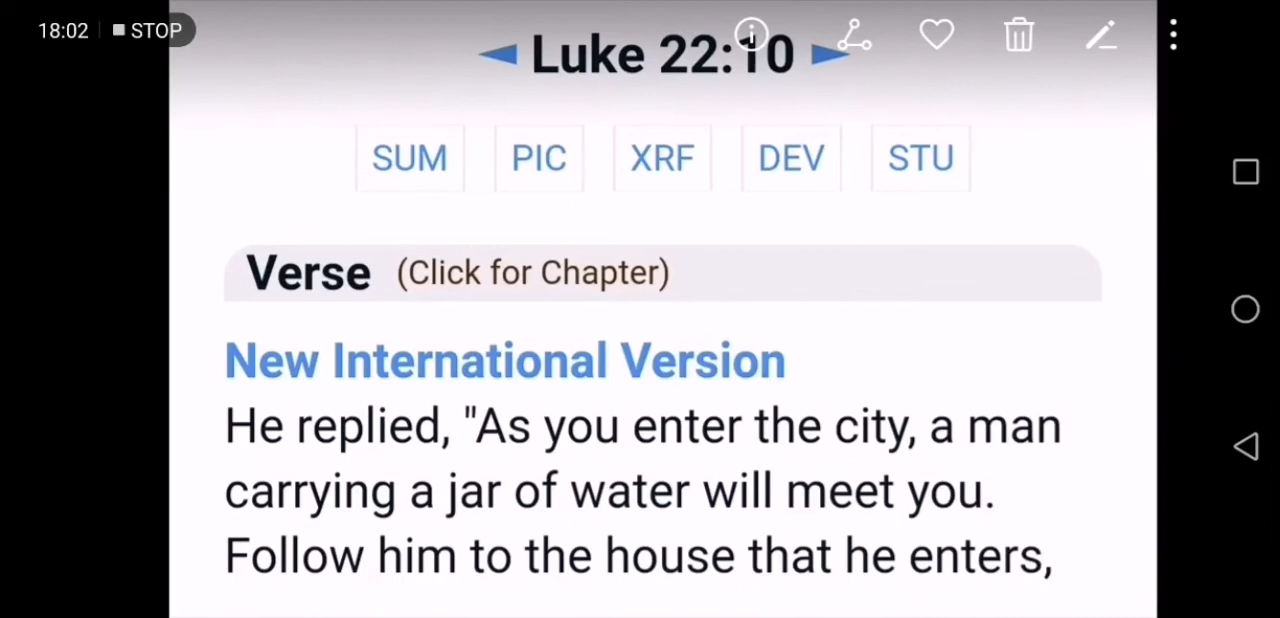 18:02 STOP
Luke 22:10
SUM PIC XRF DEV STU
Verse (Click for Chapter)
New International Version
He replied, "As you enter the city, a man
carrying a jar of water will meet you.
Follow him to the house that he enters,